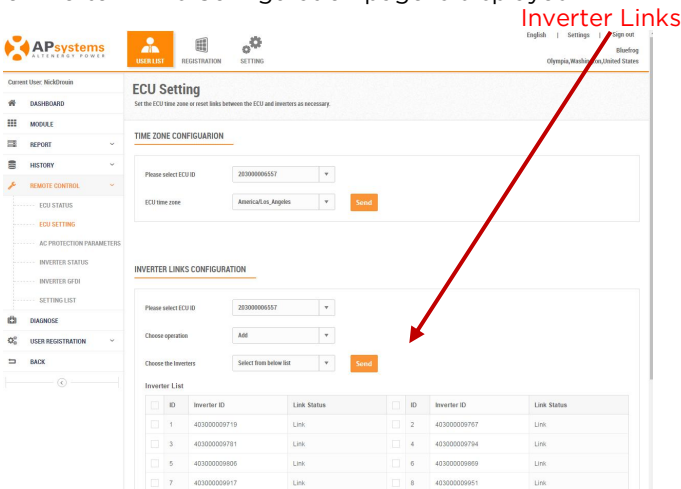 Inverter Links
English | Settings | Sign out
APsystems
ALTENERGY POWER
USER LIST
REGISTRATION
SETTING
Bluefrog
Olympia,Washington,United States
Current User: NickDrouin
DASHBOARD
MODULE
REPORT
HISTORY
REMOTE CONTROL
ECU STATUS
ECU SETTING
AC PROTECTION PARAMETERS
INVERTER STATUS
INVERTER GFDI
SETTING LIST
DIAGNOSE
USER REGISTRATION
BACK
ECU Setting
Set the ECU time zone or reset links between the ECU and inverters as necessary.
TIME ZONE CONFIGUARION
Please select ECU ID 203000006557
ECU time zone America/Los_Angeles Send
INVERTER LINKS CONFIGURATION
Please select ECU ID 203000006557
Choose operation Add
Choose the Inverters Select from below list Send
Inverter List
ID Inverter ID Link Status ID Inverter ID Link Status
1 403000009719 Link 2 403000009767 Link
3 403000009781 Link 4 403000009794 Link
5 403000009806 Link 6 403000009869 Link
7 403000009917 Link 8 403000009951 Link